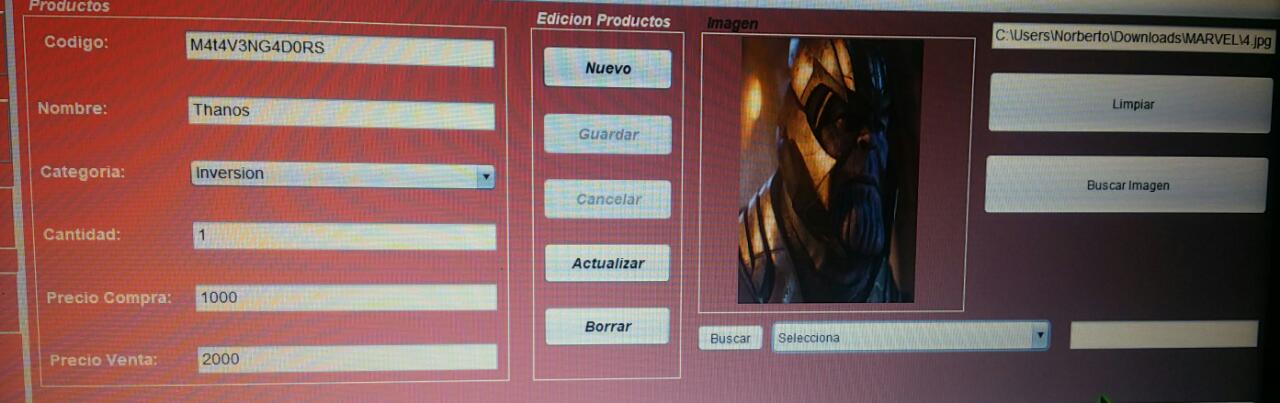 Productos
Codigo:
M4t4V3NG4D0RS
Nombre:
Thanos
Categoria:
Inversion
Cantidad:
1
Precio Compra:
1000
Precio Venta:
2000
Edicion Productos
Nuevo
Guardar
Cancelar
Actualizar
Borrar
Imagen
C:\Users\Norberto\Downloads\MARVEL\4.jpg
Limpiar
Buscar Imagen
Buscar
Selecciona